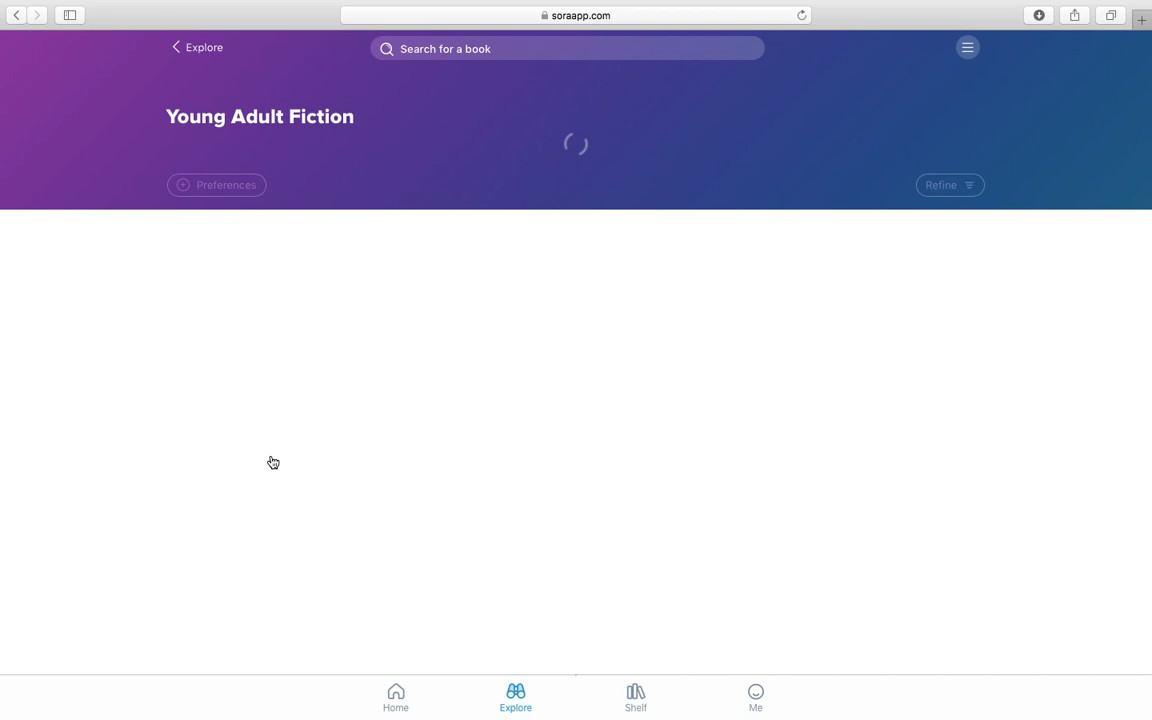 soraapp.com
Explore
Search for a book
Young Adult Fiction
Preferences
Refine
Home
Explore
Shelf
Me